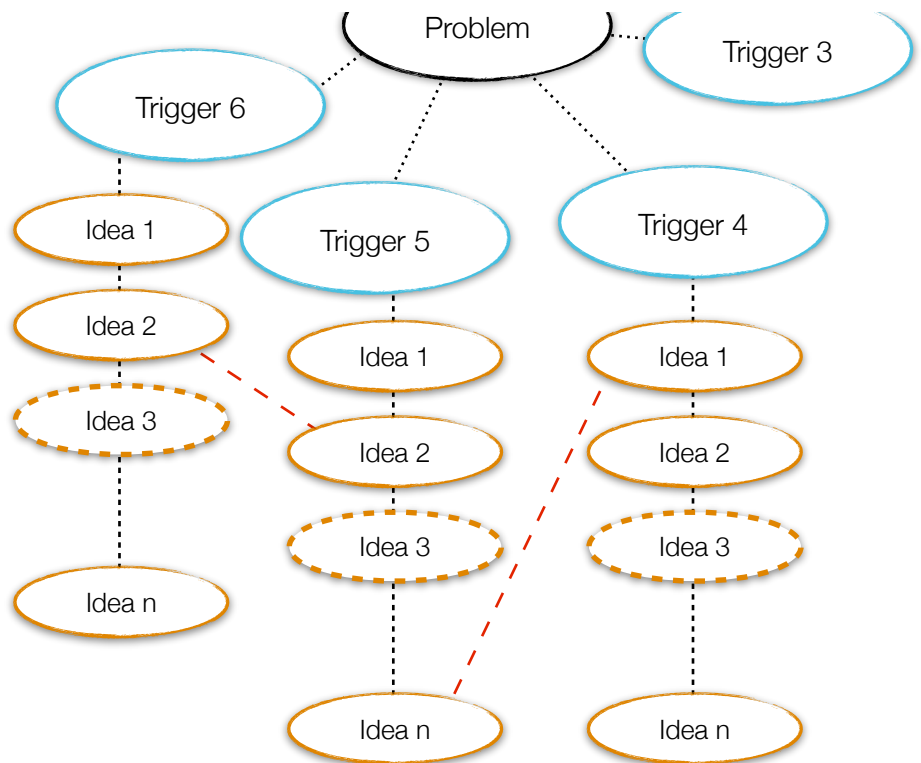 Problem
Trigger 3
Trigger 6
Trigger 4
Trigger 5
Idea 1
Idea 2
Idea 3
Idea n
Idea 1
Idea 2
Idea 3
Idea n
Idea 1
Idea 2
Idea 3
Idea n